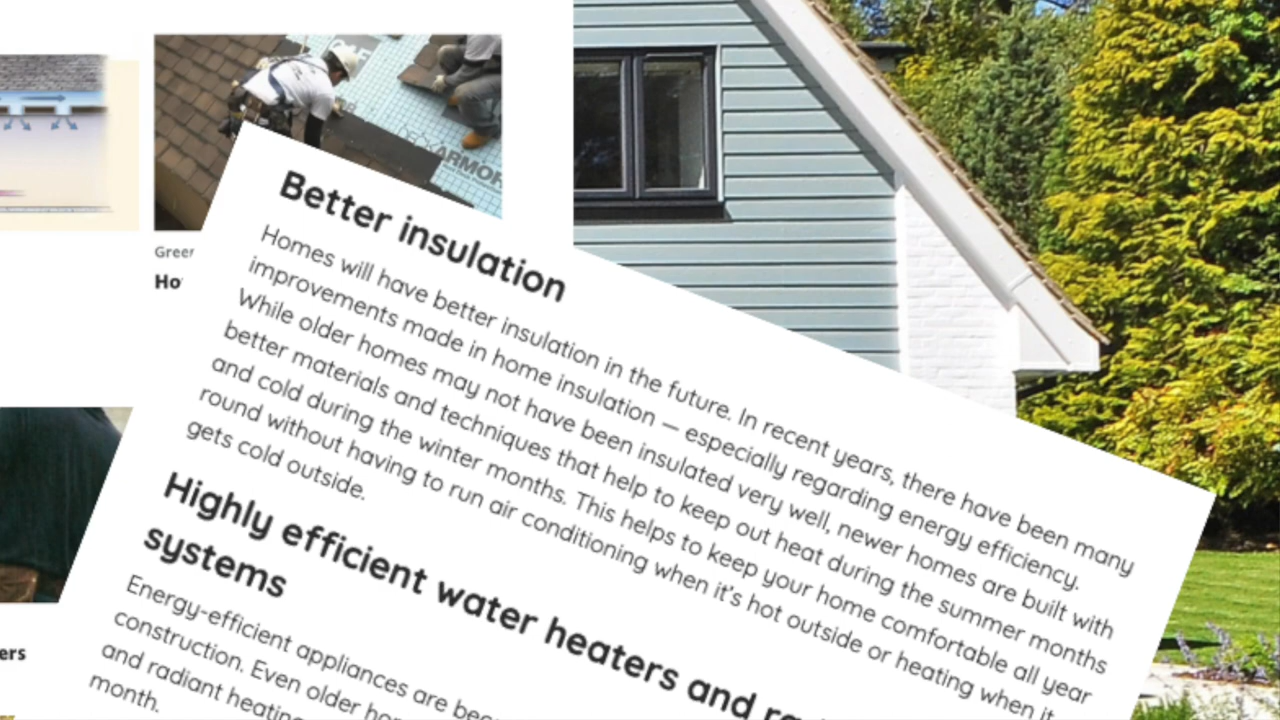 ARMOR
Green
Ho
ers
Better insulation
Homes will have better insulation in the future. In recent years, there have been many
improvements made in home insulation — especially regarding energy efficiency.
While older homes may not have been insulated very well, newer homes are built with
better materials and techniques that help to keep out heat during the summer months
and cold during the winter months. This helps to keep your home comfortable all year
round without having to run air conditioning when it's hot outside or heating when it
gets cold outside.
Highly efficient water heaters and
systems
Energy-efficient appliances are
construction. Even older
and radiant heating
month.